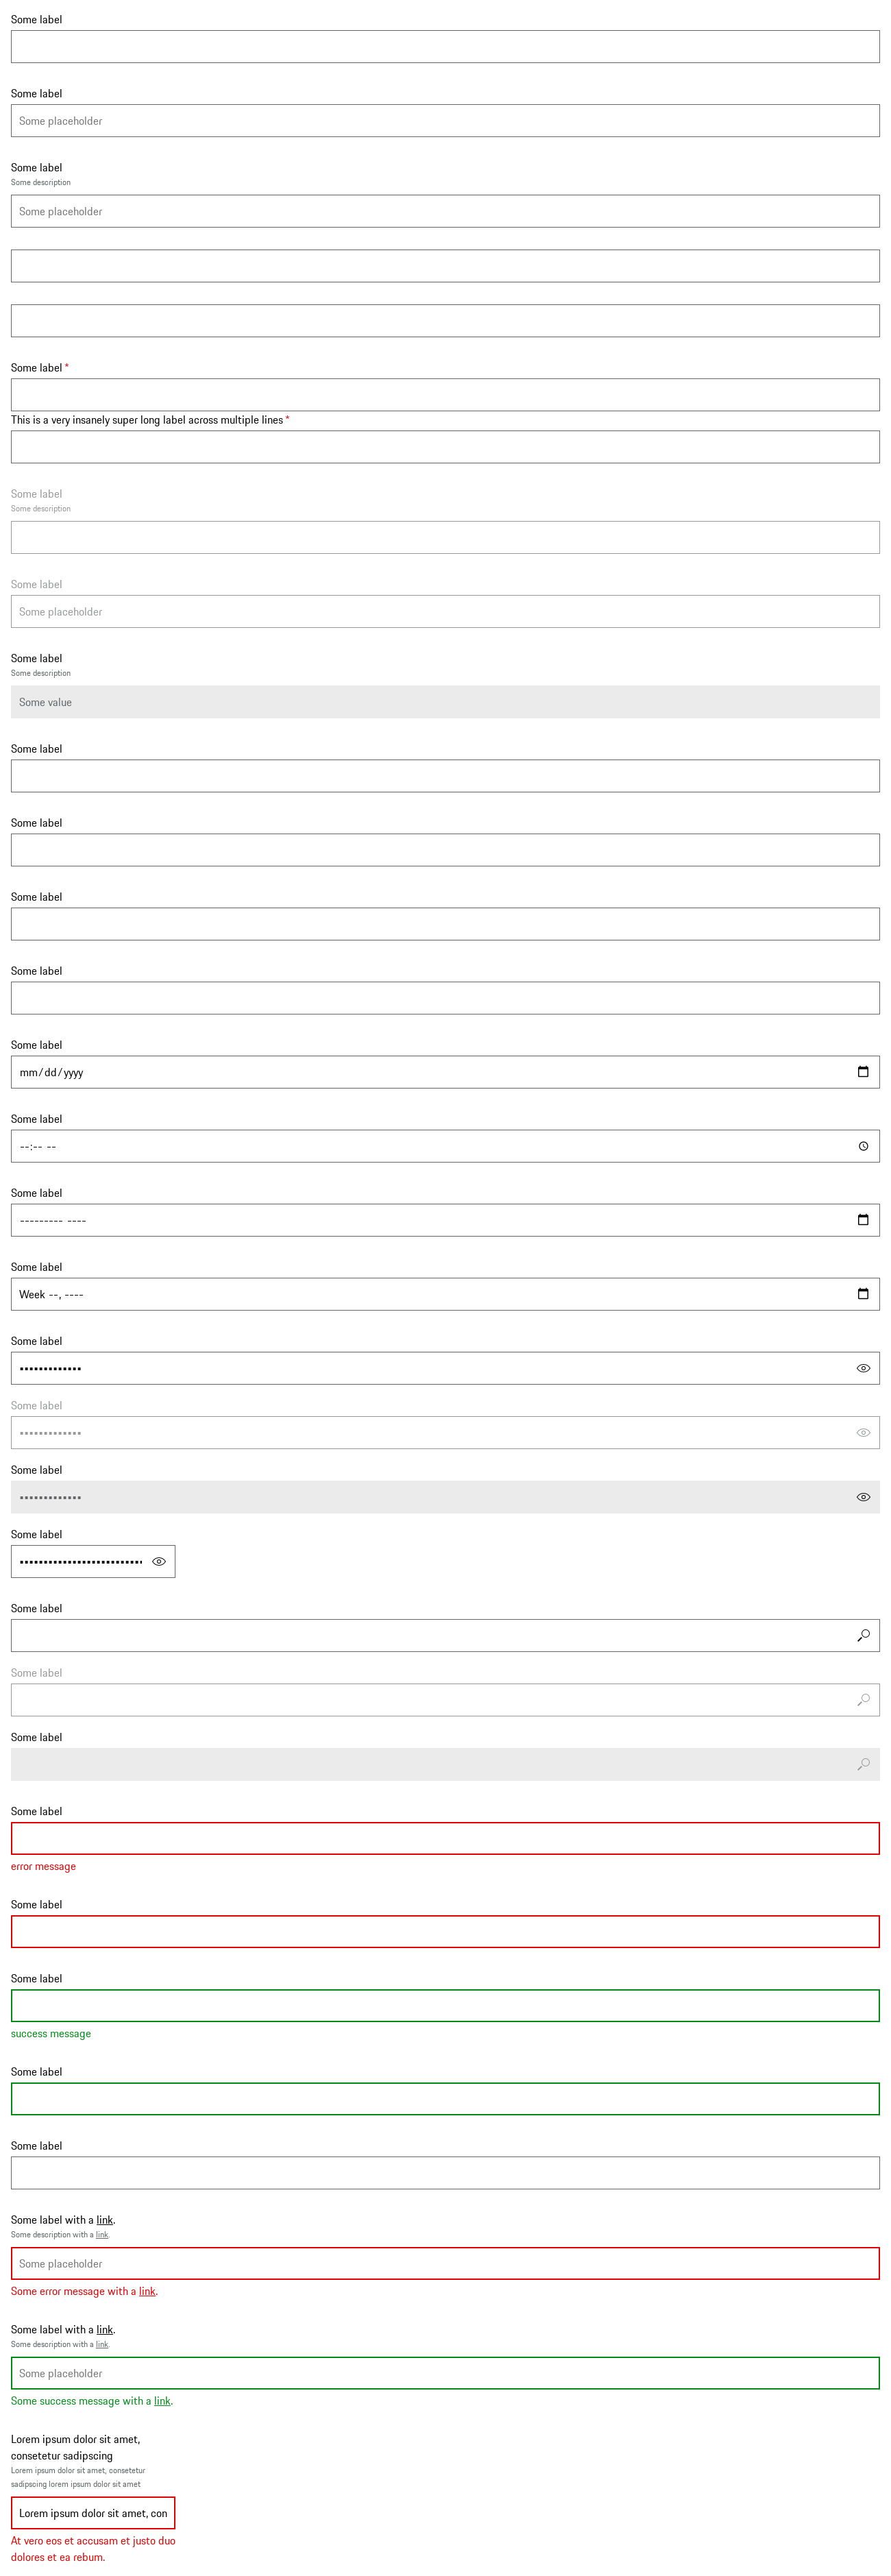 Some label
Some label
Some placeholder
Some label
Some description
Some placeholder
Some label *
This is a very insanely super long label across multiple lines *
Some label
Some description
Some label
Some placeholder
Some label
Some description
Some value
Some label
Some label
Some label
Some label
Some label
mm/dd/yyyy
Some label
--:-- --
Some label
--------- ----
Some label
Week --, ----
Some label
•••••••••••••
Some label
•••••••••••••
Some label
•••••••••••••
Some label
••••••••••••••••••••••••••
Some label
Some label
Some label
Some label
error message
Some label
Some label
success message
Some label
Some label
Some label with a link.
Some description with a link.
Some placeholder
Some error message with a link.
Some label with a link.
Some description with a link.
Some placeholder
Some success message with a link.
Lorem ipsum dolor sit amet,
consetetur sadipscing
Lorem ipsum dolor sit amet, consetetur
sadipscing lorem ipsum dolor sit amet
Lorem ipsum dolor sit amet, con
At vero eos et accusam et justo duo
dolores et ea rebum.